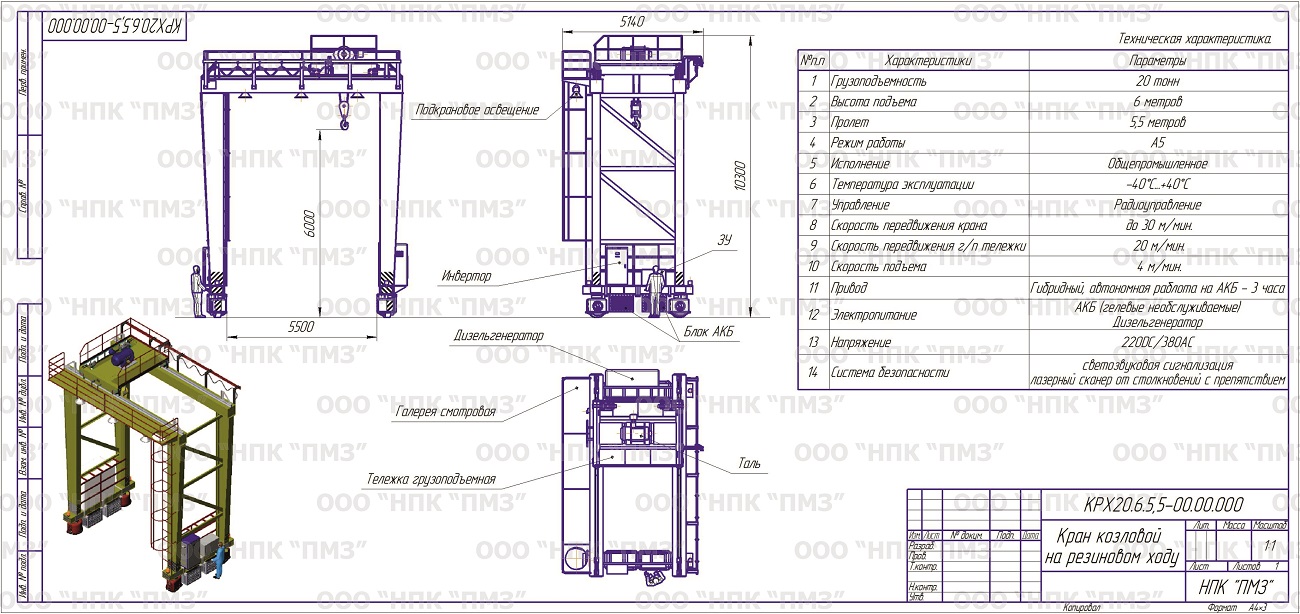 КРХ20.6.5,5-00.00.000
Перв. примен.
Справ. №
Подп. и дата
Инв. № дубл.
Взам. инв. №
Подп. и дата
Инв. № подл.
ООО "НПК "ПМЗ"
6000
5500
5140
10300
Подкрановое освещение
Инвертор
ЗУ
Блок АКБ
Дизельгенератор
Галерея смотровая
Тележка грузоподъемная
Таль
Техническая характеристика.
№п.п Характеристики Параметры
1 Грузоподъемность 20 тонн
2 Высота подъема 6 метров
3 Пролет 5,5 метров
4 Режим работы А5
5 Исполнение Общепромышленное
6 Температура эксплуатации -40°С...+40°С
7 Управление Радиоуправление
8 Скорость передвижения крана до 30 м/мин.
9 Скорость передвижения г/п тележки 20 м/мин.
10 Скорость подъема 4 м/мин.
11 Привод Гибридный, автономная раблота на АКБ - 3 часа
12 Электропитание АКБ (гелевые необслуживаемые)
Дизельгенератор
13 Напряжение 220DC/380AC
14 Система безопасности светозвуковая сигнализация
лазерный сканер от столкновений с препятствием
КРХ20.6.5,5-00.00.000
Изм. Лист № докум. Подп. Дата
Разраб.
Пров.
Т.контр.
Н.контр.
Утв.
Кран козловой
на резиновом ходу
Лит. Масса Масштаб
1:1
Лист Листов 1
НПК "ПМЗ"
Копировал Формат А4×3